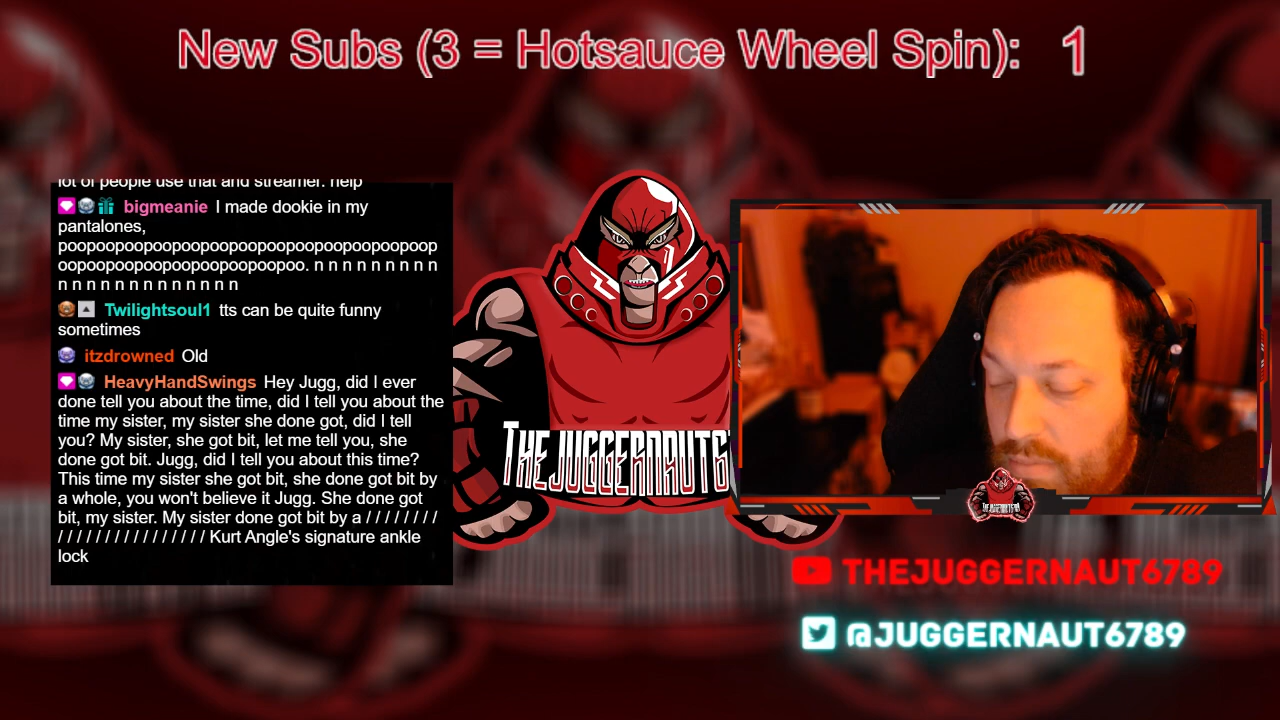 New Subs (3 = Hotsauce Wheel Spin): 1
lot of people use that and streamer. help
bigmeanie I made dookie in my
pantalones,
poopoopoopoopoopoopoopoopoopoopoopoopoop
oopoopoopoopoopoopoopoopoo. n n n n n n n n n
n n n n n n n n n n n n n
Twilightsoul1 tts can be quite funny
sometimes
itzdrowned Old
HeavyHandSwings Hey Jugg, did I ever
done tell you about the time, did I tell you about the
time my sister, my sister she done got, did I tell
you? My sister, she got bit, let me tell you, she
done got bit. Jugg, did I tell you about this time?
This time my sister she got bit, she done got bit by
a whole, you won't believe it Jugg. She done got
bit, my sister. My sister done got bit by a / / / / / / / /
/ / / / / / / / / / / / / / / / Kurt Angle's signature ankle
lock
THEJUGGERNAUT6
THEJUGGERNAUT6789
@JUGGERNAUT6789